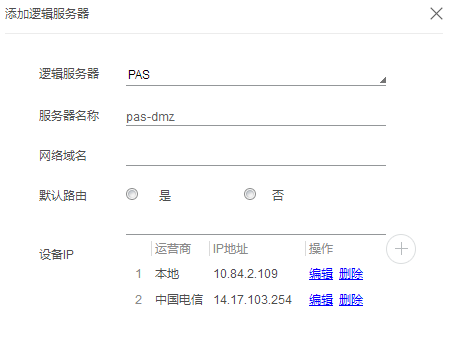 添加逻辑服务器
逻辑服务器 PAS
服务器名称 pas-dmz
网络域名
默认路由 是 否
设备IP
运营商 IP地址 操作
1 本地 10.84.2.109 编辑 删除
2 中国电信 14.17.103.254 编辑 删除